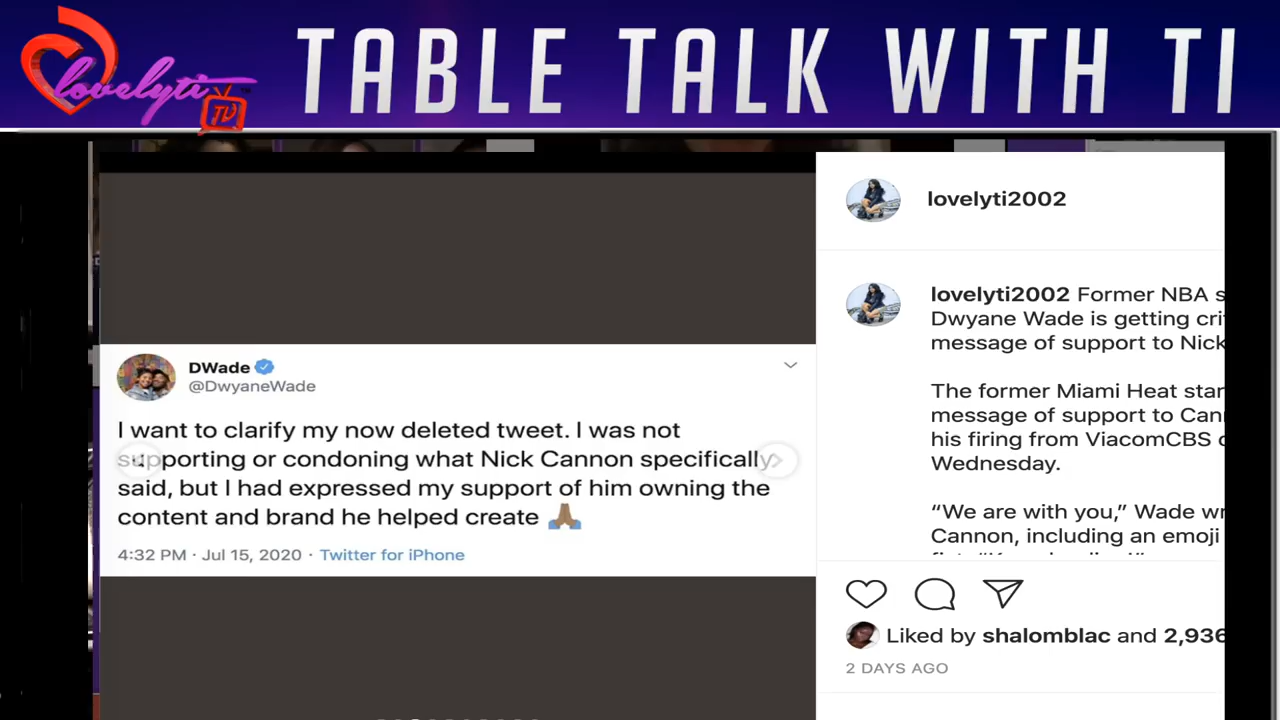 lovelyti
TV
TABLE TALK WITH TI
DWade
@DwyaneWade
I want to clarify my now deleted tweet. I was not
supporting or condoning what Nick Cannon specifically
said, but I had expressed my support of him owning the
content and brand he helped create 🙏🏾
4:32 PM · Jul 15, 2020 · Twitter for iPhone
lovelyti2002
lovelyti2002 Former NBA s
Dwyane Wade is getting cri
message of support to Nick
The former Miami Heat star
message of support to Can
his firing from ViacomCBS
Wednesday.
“We are with you,” Wade w
Cannon, including an emoji
Liked by shalomblac and 2,936
2 DAYS AGO